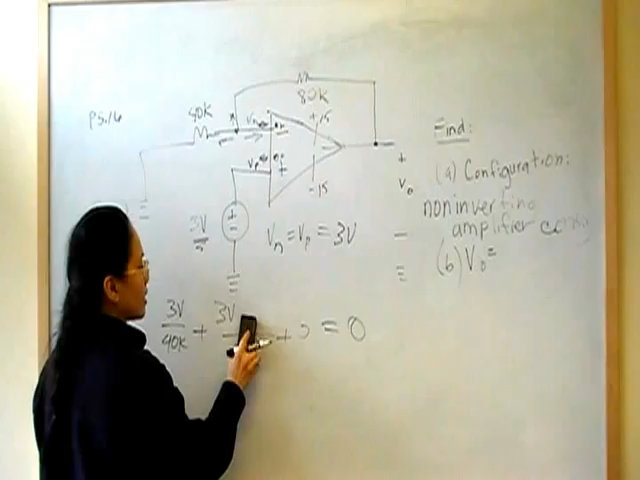 P5.16
40K
80K
+15
-15
Vn
Vp
+
Vo
-
3V
Vn = Vp = 3V
3V
40K
+
3V
+ 0 = 0
Find:
(a) Configuration:
noninverting
amplifier
(b) Vo =